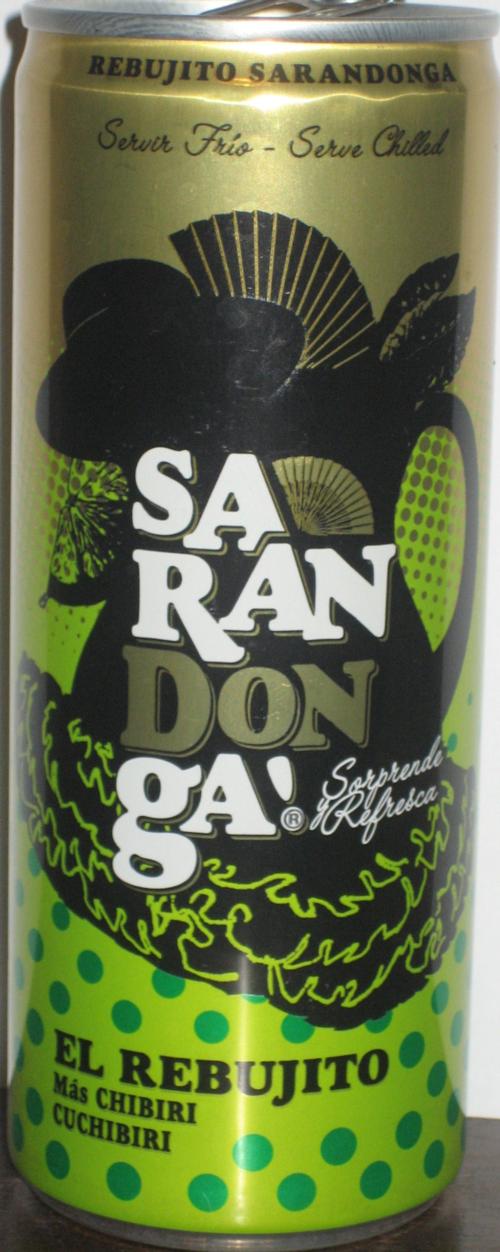 REBUJITO SARANDONGA
Servir Frío - Serve Chilled
SA
RAN
DON
gA!®
Sorprende
y Refresca
EL REBUJITO
Más CHIBIRI
CUCHIBIRI